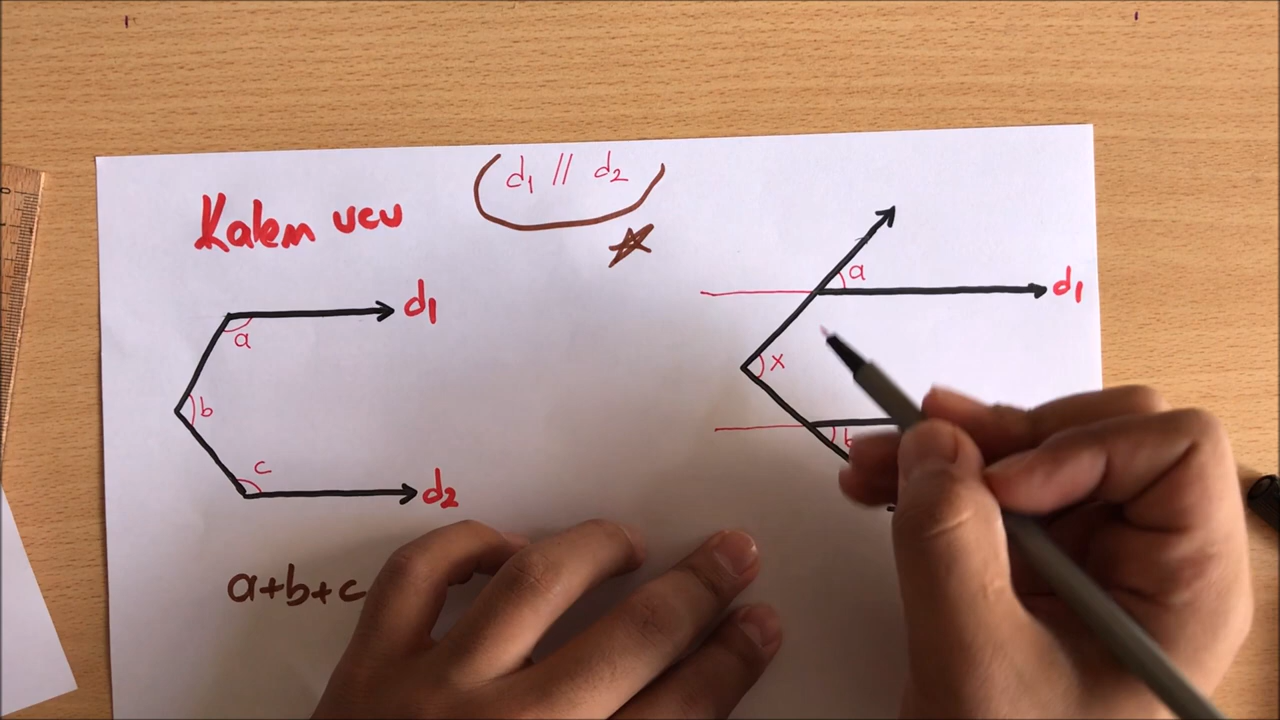 d1 // d2
Kalem ucu
d1
a
b
c
d2
a+b+c
a
d1
x